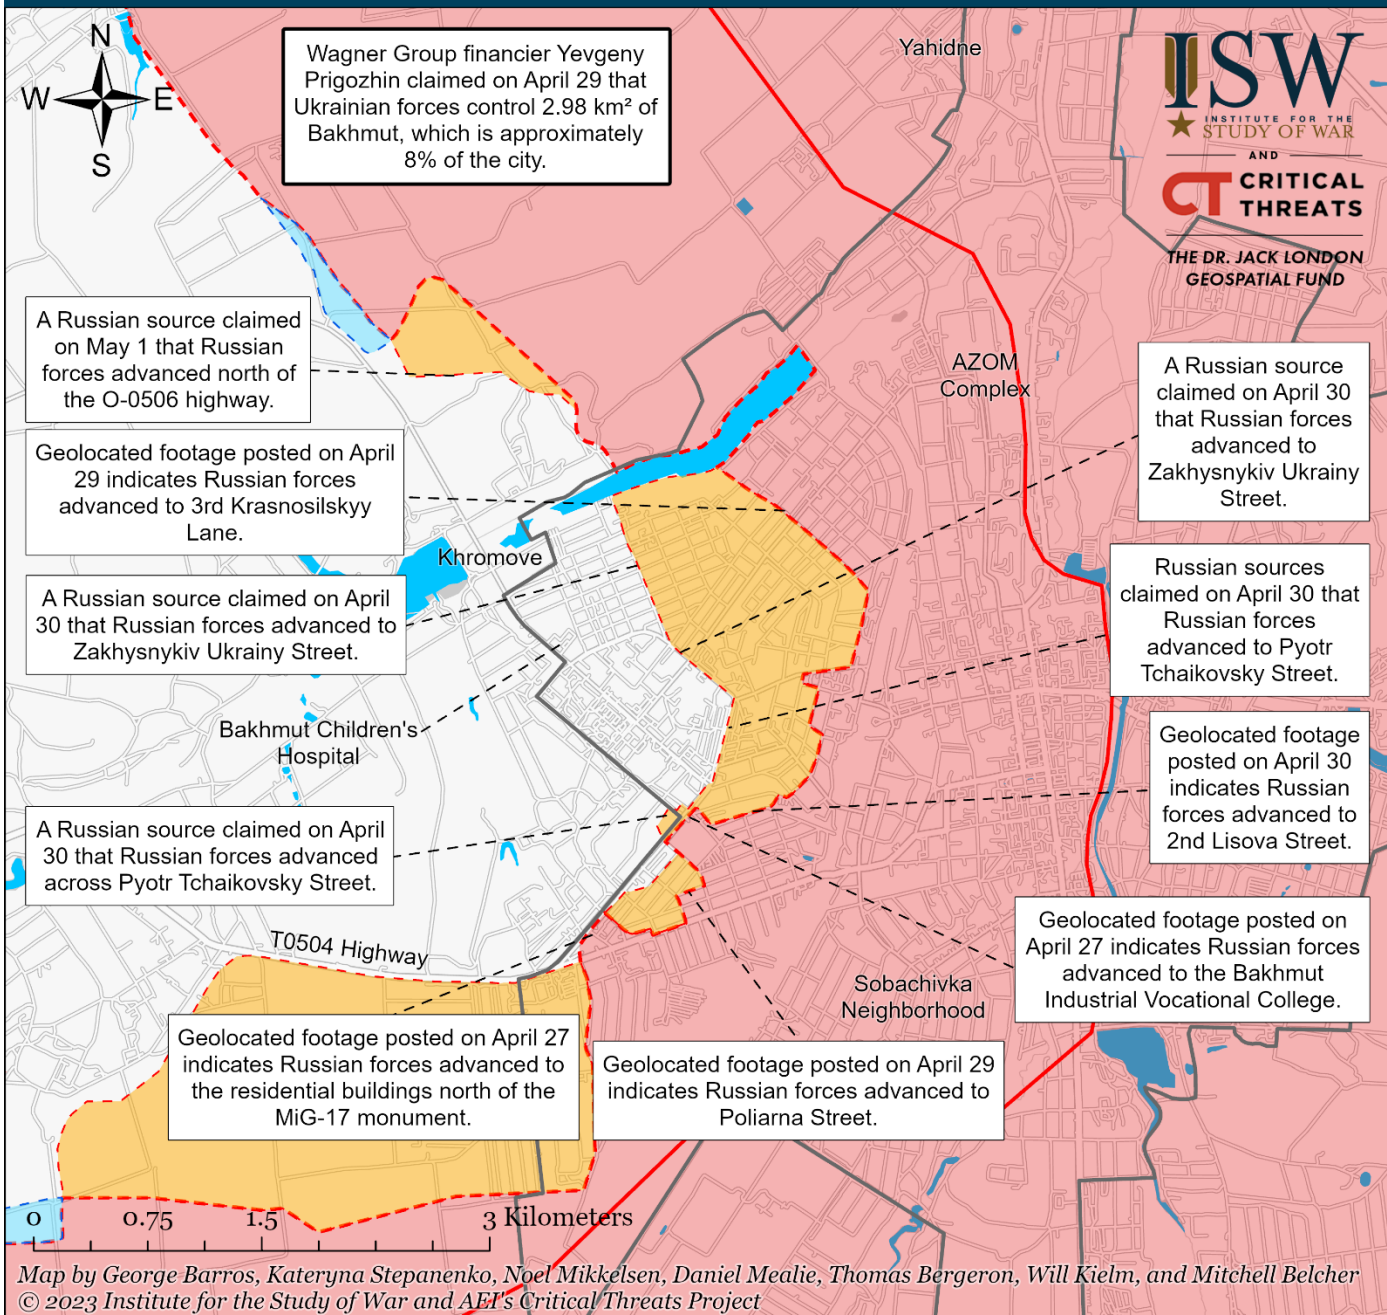 N
W E
S
Wagner Group financier Yevgeny
Prigozhin claimed on April 29 that
Ukrainian forces control 2.98 km² of
Bakhmut, which is approximately
8% of the city.
Yahidne
ISW
INSTITUTE FOR THE
STUDY OF WAR
AND
CT CRITICAL
THREATS
THE DR. JACK LONDON
GEOSPATIAL FUND
A Russian source claimed
on May 1 that Russian
forces advanced north of
the O-0506 highway.
AZOM
Complex
A Russian source
claimed on April 30
that Russian forces
advanced to
Zakhysnykiv Ukrainy
Street.
Geolocated footage posted on April
29 indicates Russian forces
advanced to 3rd Krasnosilskyy
Lane.
Khromove
Russian sources
claimed on April 30 that
Russian forces
advanced to Pyotr
Tchaikovsky Street.
A Russian source claimed on April
30 that Russian forces advanced to
Zakhysnykiv Ukrainy Street.
Bakhmut Children's
Hospital
Geolocated footage
posted on April 30
indicates Russian
forces advanced to
2nd Lisova Street.
A Russian source claimed on April
30 that Russian forces advanced
across Pyotr Tchaikovsky Street.
T0504 Highway
Geolocated footage posted on
April 27 indicates Russian forces
advanced to the Bakhmut
Industrial Vocational College.
Sobachivka
Neighborhood
Geolocated footage posted on April 27
indicates Russian forces advanced to
the residential buildings north of the
MiG-17 monument.
Geolocated footage posted on April 29
indicates Russian forces advanced to
Poliarna Street.
0 0.75 1.5 3 Kilometers
Map by George Barros, Kateryna Stepanenko, Noel Mikkelsen, Daniel Mealie, Thomas Bergeron, Will Kielm, and Mitchell Belcher
© 2023 Institute for the Study of War and AEI's Critical Threats Project